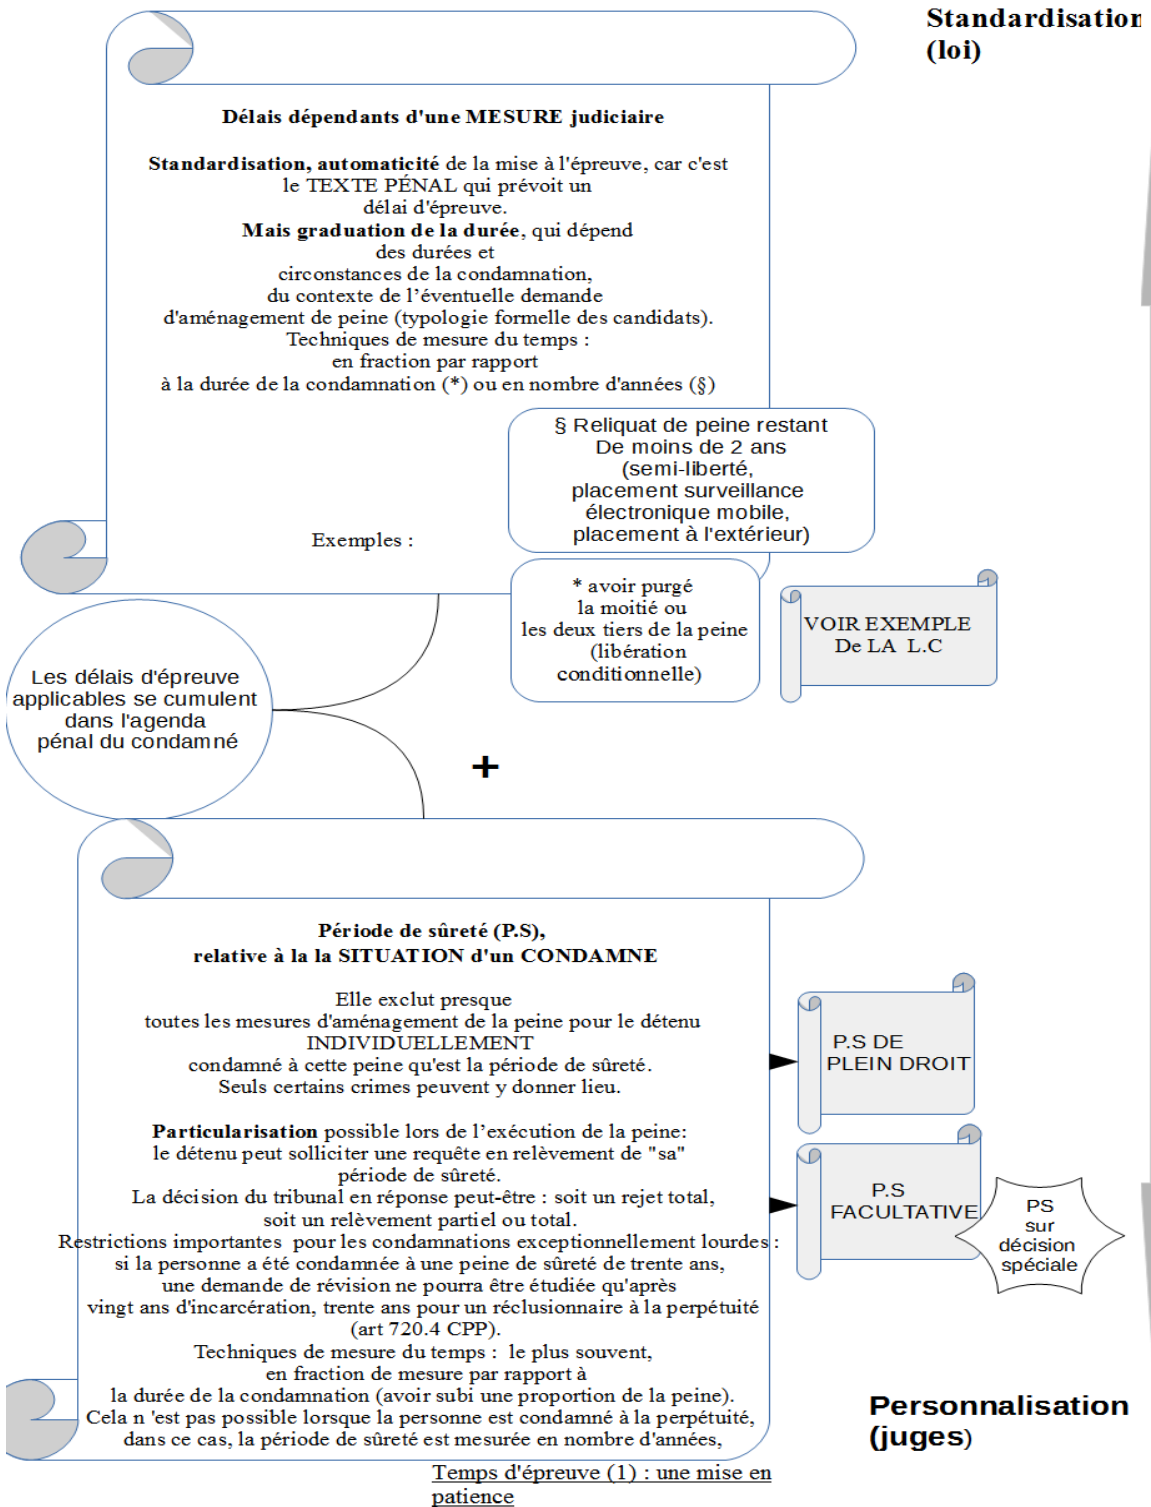 Standardisation
(loi)
Délais dépendants d'une MESURE judiciaire
Standardisation, automaticité de la mise à l'épreuve, car c'est
le TEXTE PÉNAL qui prévoit un
délai d'épreuve.
Mais graduation de la durée, qui dépend
des durées et
circonstances de la condamnation,
du contexte de l'éventuelle demande
d'aménagement de peine (typologie formelle des candidats).
Techniques de mesure du temps :
en fraction par rapport
à la durée de la condamnation (*) ou en nombre d'années (§)
§ Reliquat de peine restant
De moins de 2 ans
(semi-liberté,
placement surveillance
électronique mobile,
placement à l'extérieur)
Exemples :
* avoir purgé
la moitié ou
les deux tiers de la peine
(libération
conditionnelle)
VOIR EXEMPLE
De LA L.C
Les délais d'épreuve
applicables se cumulent
dans l'agenda
pénal du condamné
+
Période de sûreté (P.S),
relative à la la SITUATION d'un CONDAMNE
Elle exclut presque
toutes les mesures d'aménagement de la peine pour le détenu
INDIVIDUELLEMENT
condamné à cette peine qu'est la période de sûreté.
Seuls certains crimes peuvent y donner lieu.
P.S DE
PLEIN DROIT
Particularisation possible lors de l'exécution de la peine:
le détenu peut solliciter une requête en relèvement de "sa"
période de sûreté.
La décision du tribunal en réponse peut-être : soit un rejet total,
soit un relèvement partiel ou total.
Restrictions importantes pour les condamnations exceptionnellement lourdes :
si la personne a été condamnée à une peine de sûreté de trente ans,
une demande de révision ne pourra être étudiée qu'après
vingt ans d'incarcération, trente ans pour un réclusionnaire à la perpétuité
(art 720.4 CPP).
P.S
FACULTATIVE
PS
sur
décision
spéciale
Techniques de mesure du temps : le plus souvent,
en fraction de mesure par rapport à
la durée de la condamnation (avoir subi une proportion de la peine).
Cela n 'est pas possible lorsque la personne est condamné à la perpétuité,
dans ce cas, la période de sûreté est mesurée en nombre d'années,
Personnalisation
(juges)
Temps d'épreuve (1) : une mise en
patience